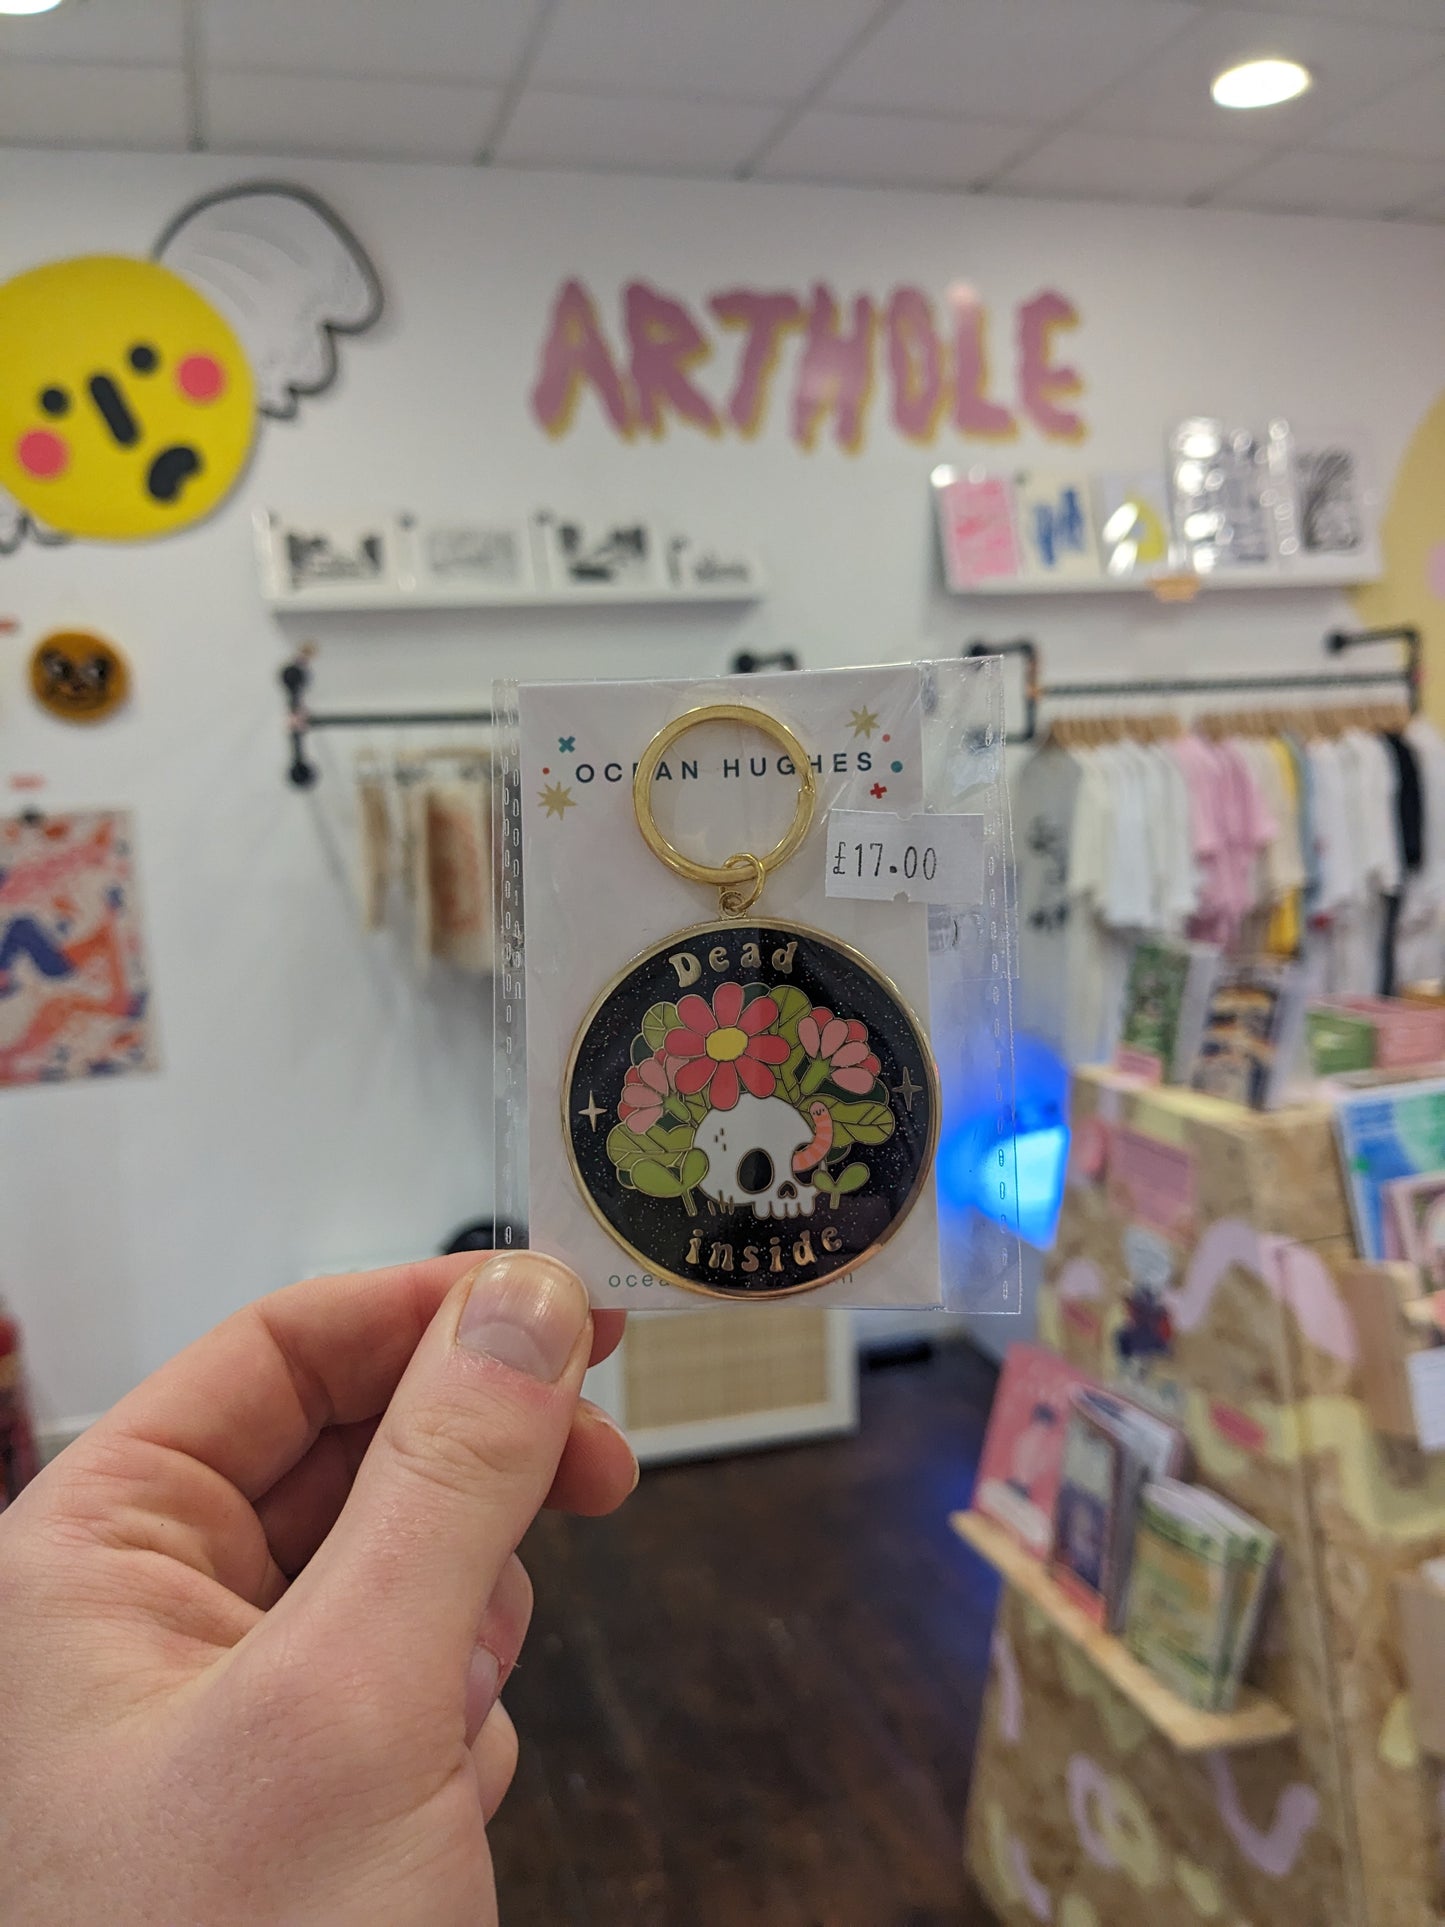 ARTHOLE
OCEAN HUGHES
£17.00
Dead
inside